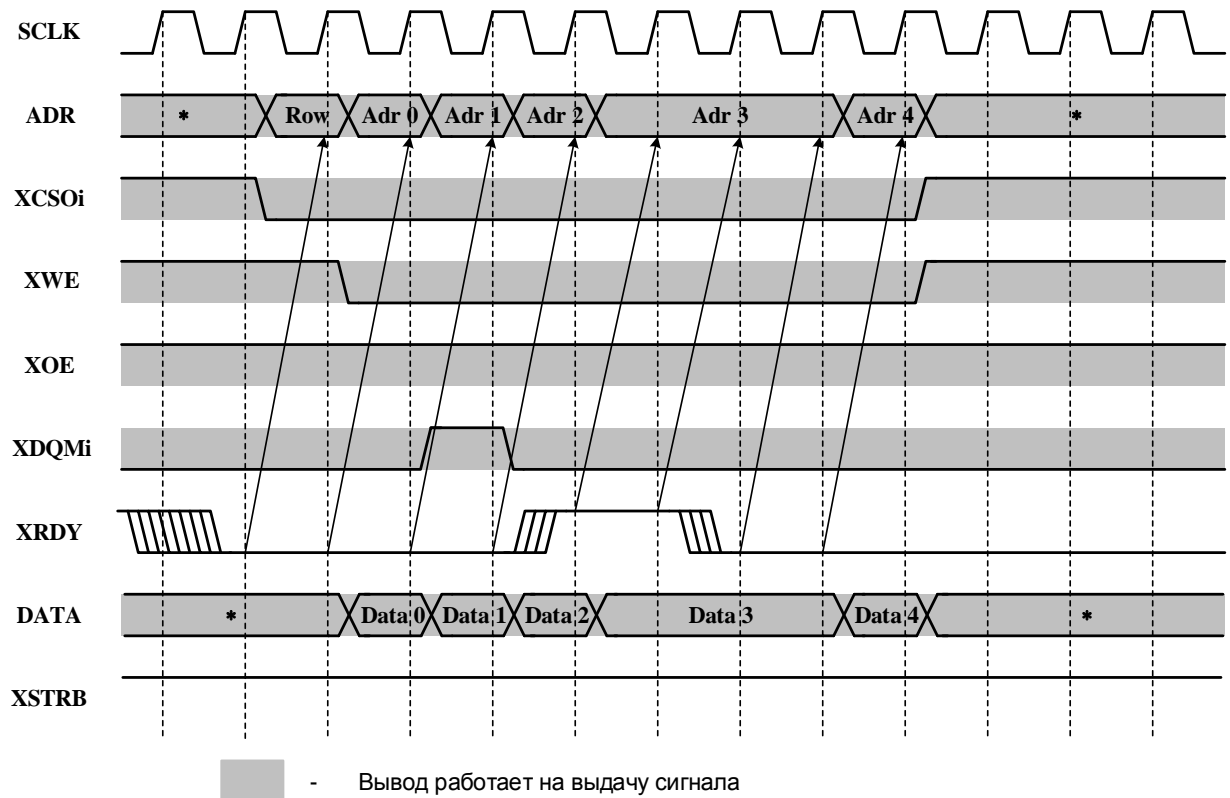 SCLK
ADR * Row Adr 0 Adr 1 Adr 2 Adr 3 Adr 4 *
XCSOi
XWE
XOE
XDQMi
XRDY
DATA * Data 0 Data 1 Data 2 Data 3 Data 4 *
XSTRB
- Вывод работает на выдачу сигнала